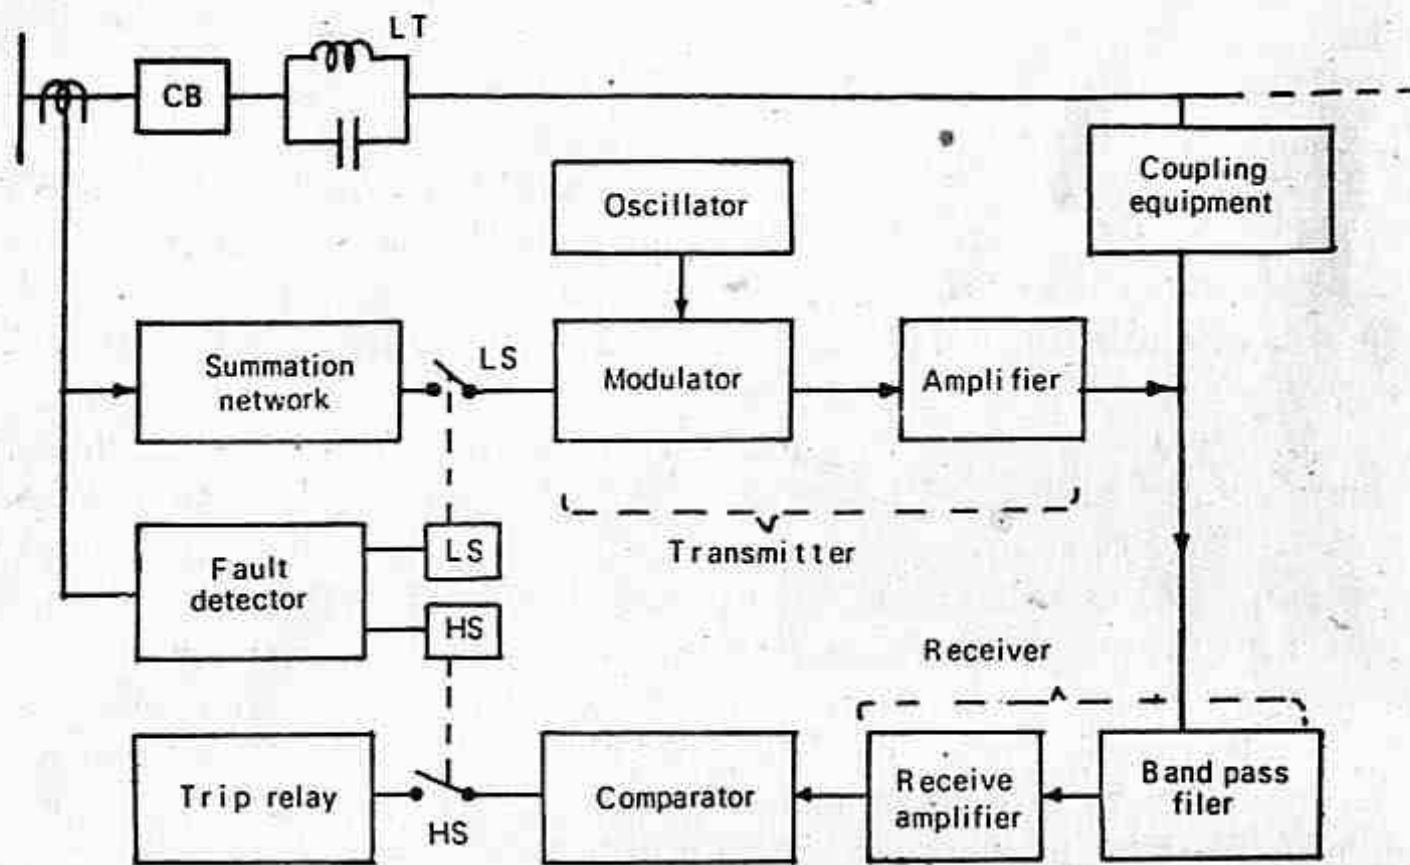 LT
CB
Coupling
equipment
Oscillator
Summation
network
LS
Modulator
Amplifier
Transmitter
Fault
detector
LS
HS
Receiver
Trip relay
HS
Comparator
Receive
amplifier
Band pass
filer